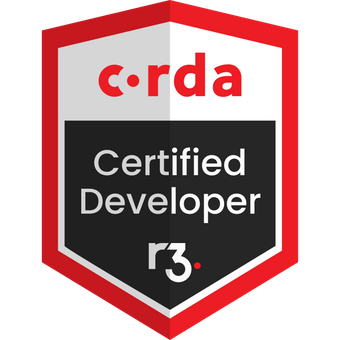 c·rda
Certified
Developer
r3.